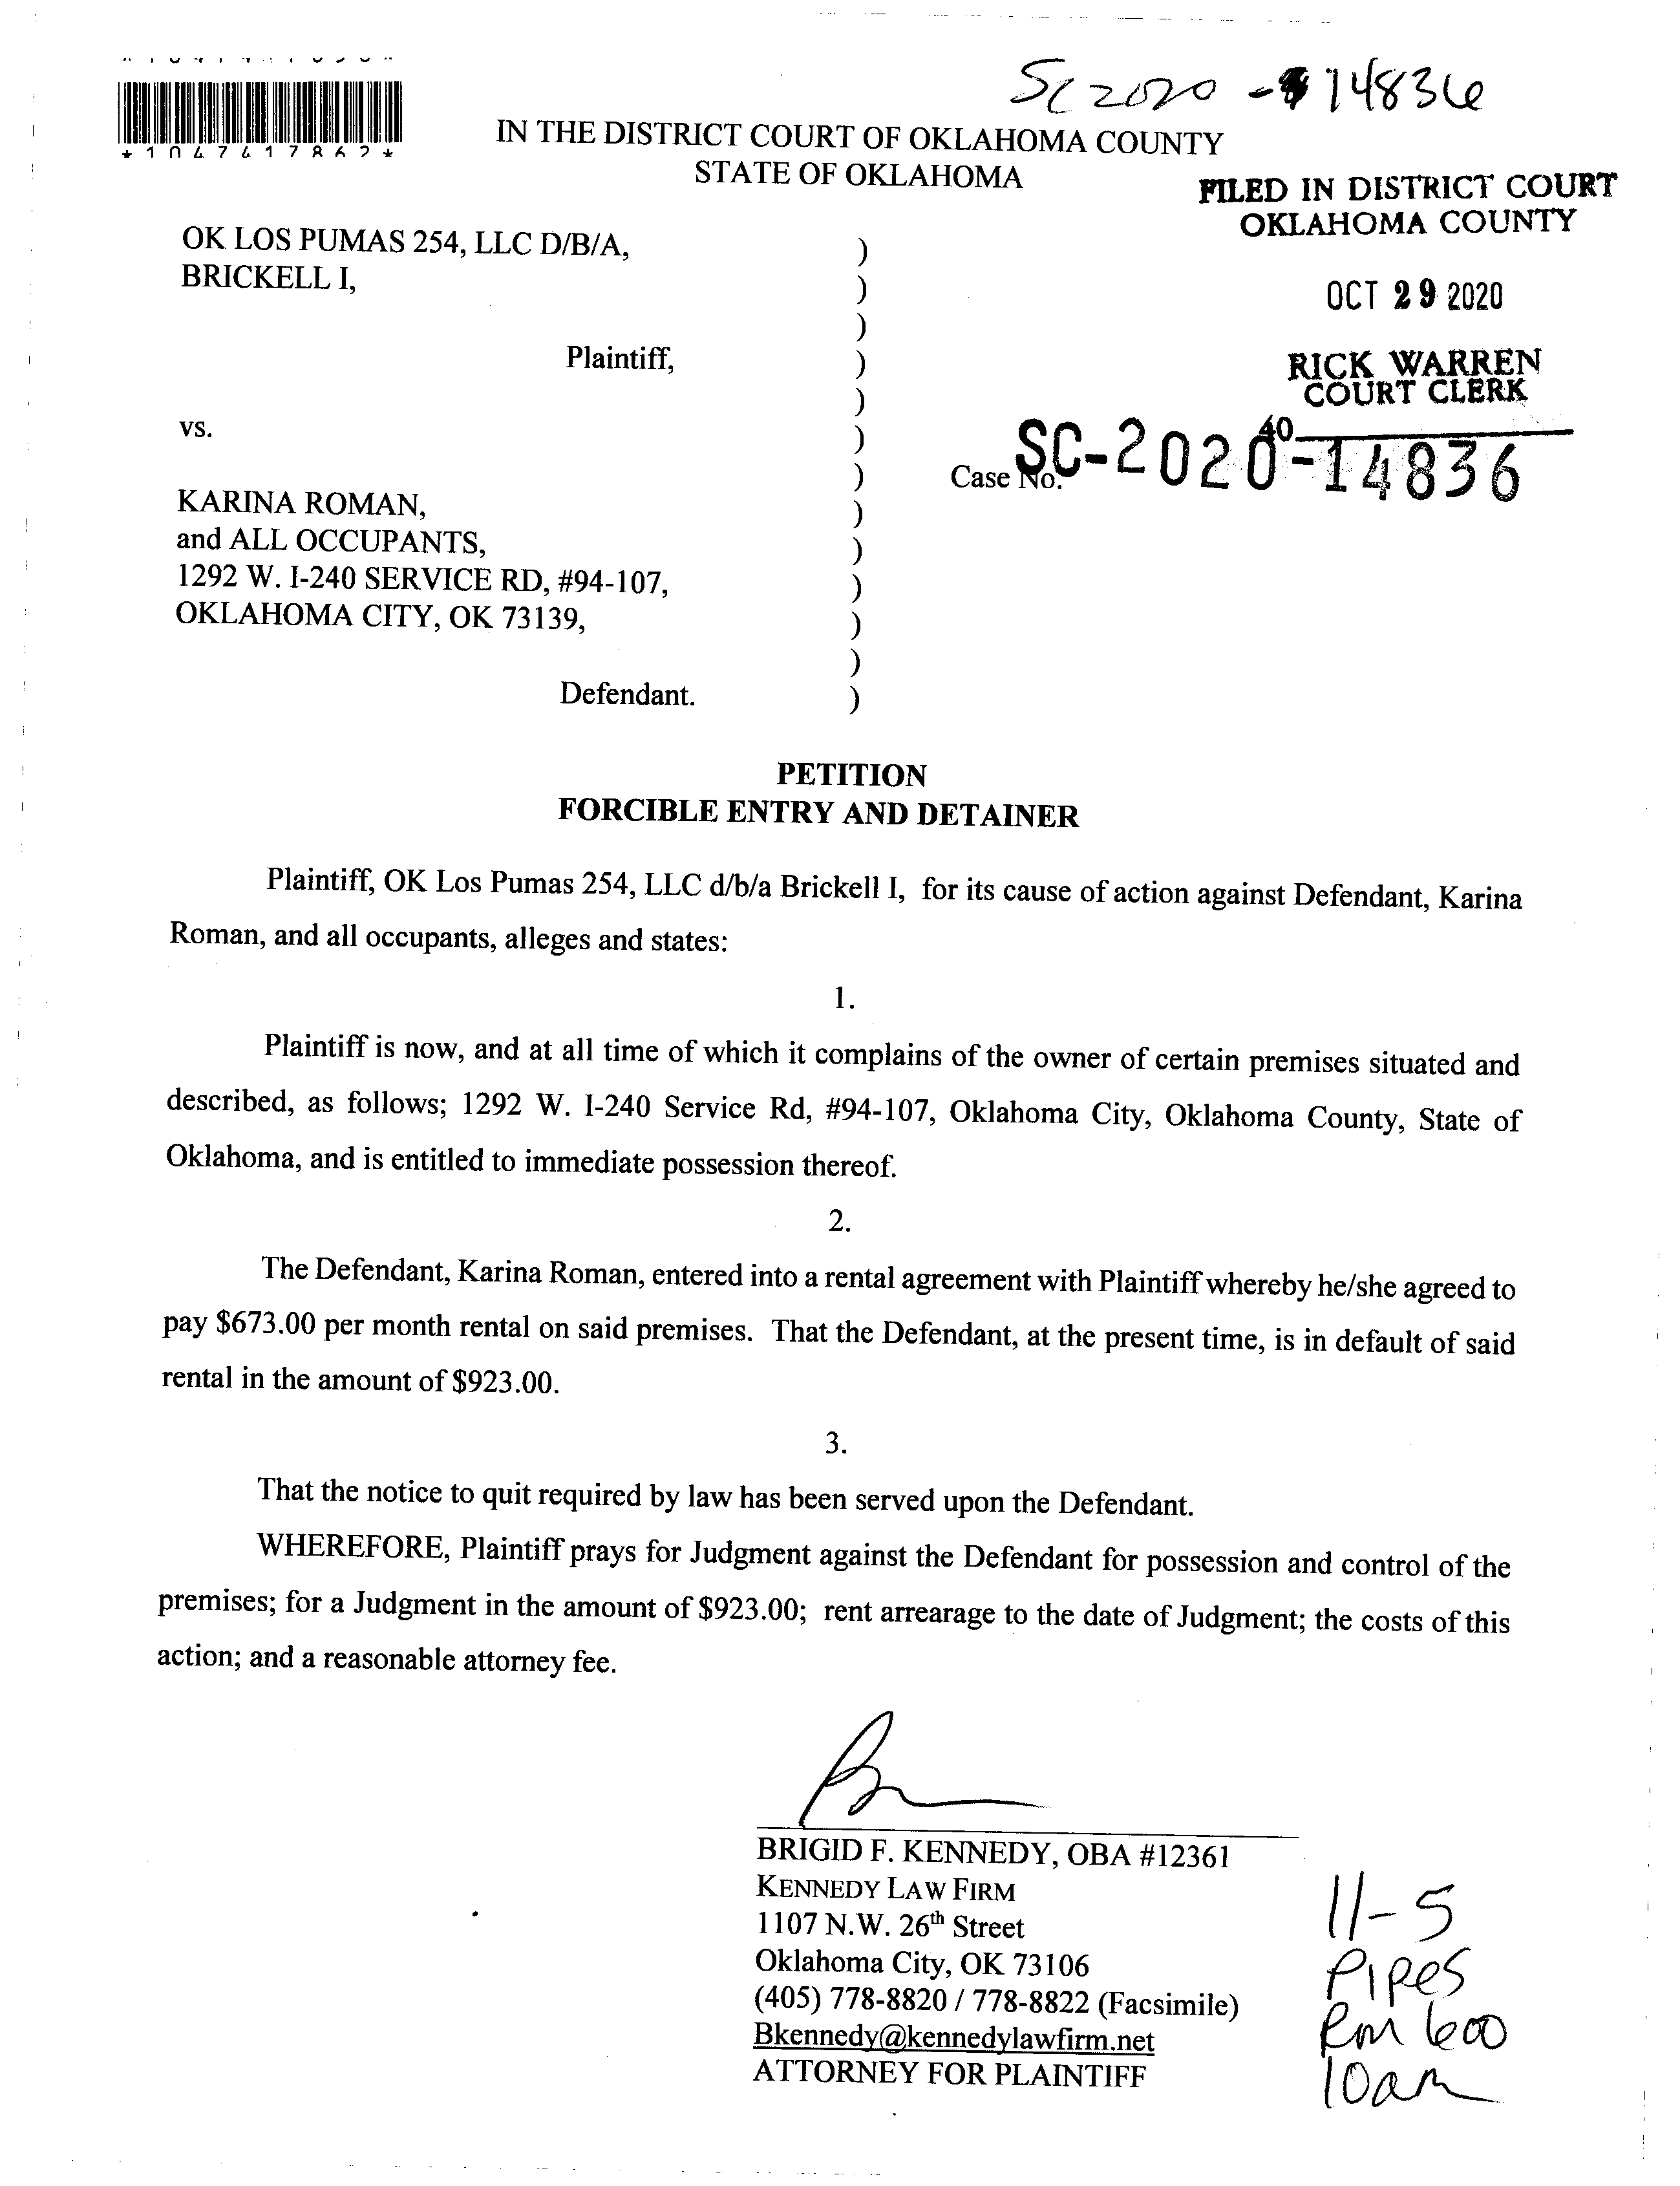 SC2020 - 14836
*1047417862*
IN THE DISTRICT COURT OF OKLAHOMA COUNTY
STATE OF OKLAHOMA
FILED IN DISTRICT COURT
OKLAHOMA COUNTY
OCT 29 2020
RICK WARREN
COURT CLERK
40
OK LOS PUMAS 254, LLC D/B/A, )
BRICKELL I, )
)
Plaintiff, )
)
vs. )
) Case No. SC-2020-14836
KARINA ROMAN, )
and ALL OCCUPANTS, )
1292 W. I-240 SERVICE RD, #94-107, )
OKLAHOMA CITY, OK 73139, )
)
Defendant. )
PETITION
FORCIBLE ENTRY AND DETAINER
Plaintiff, OK Los Pumas 254, LLC d/b/a Brickell I, for its cause of action against Defendant, Karina
Roman, and all occupants, alleges and states:
1.
Plaintiff is now, and at all time of which it complains of the owner of certain premises situated and
described, as follows; 1292 W. I-240 Service Rd, #94-107, Oklahoma City, Oklahoma County, State of
Oklahoma, and is entitled to immediate possession thereof.
2.
The Defendant, Karina Roman, entered into a rental agreement with Plaintiff whereby he/she agreed to
pay $673.00 per month rental on said premises. That the Defendant, at the present time, is in default of said
rental in the amount of $923.00.
3.
That the notice to quit required by law has been served upon the Defendant.
WHEREFORE, Plaintiff prays for Judgment against the Defendant for possession and control of the
premises; for a Judgment in the amount of $923.00; rent arrearage to the date of Judgment; the costs of this
action; and a reasonable attorney fee.
BRIGID F. KENNEDY, OBA #12361
KENNEDY LAW FIRM
1107 N.W. 26th Street
Oklahoma City, OK 73106
(405) 778-8820 / 778-8822 (Facsimile)
Bkennedy@kennedylawfirm.net
ATTORNEY FOR PLAINTIFF
11-5
Pipes
Rm 600
10am